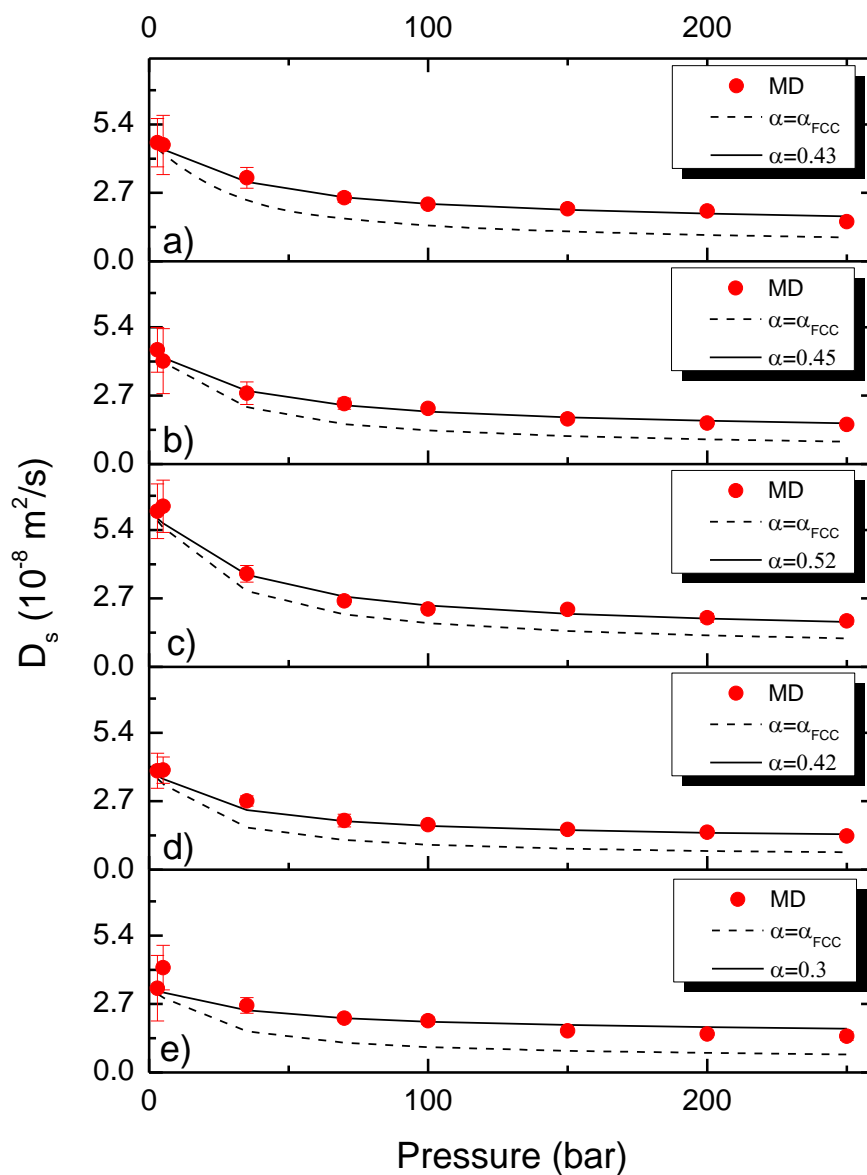 0 100 200
MD
α=α_FCC
α=0.43
5.4
2.7
0.0
a)
MD
α=α_FCC
α=0.45
5.4
2.7
0.0
b)
MD
α=α_FCC
α=0.52
5.4
2.7
0.0
c)
MD
α=α_FCC
α=0.42
5.4
2.7
0.0
d)
MD
α=α_FCC
α=0.3
5.4
2.7
0.0
e)
D_s (10^-8 m^2/s)
0 100 200
Pressure (bar)